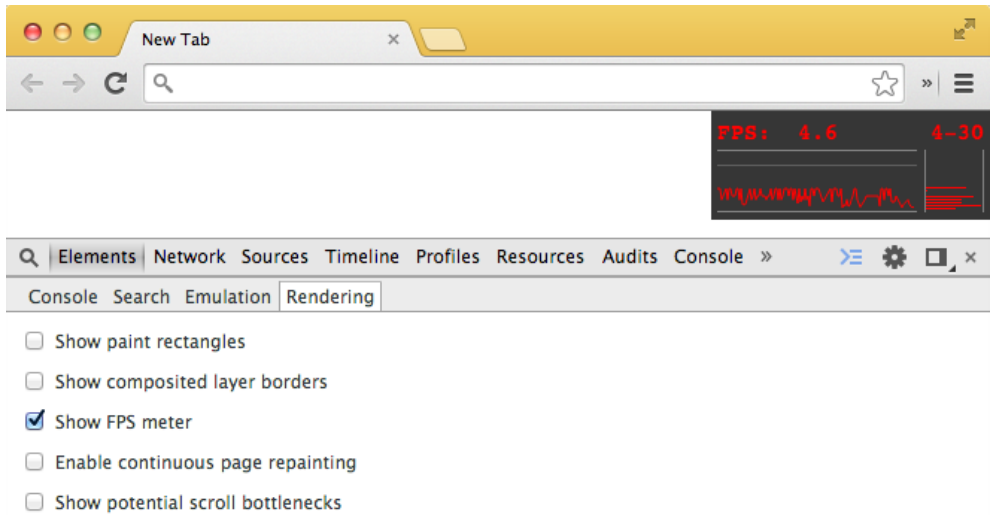 New Tab
FPS: 4.6 4-30
Elements Network Sources Timeline Profiles Resources Audits Console »
Console Search Emulation Rendering
Show paint rectangles
Show composited layer borders
Show FPS meter
Enable continuous page repainting
Show potential scroll bottlenecks